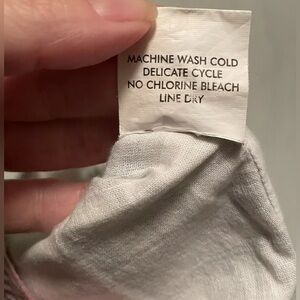 MACHINE WASH COLD
DELICATE CYCLE
NO CHLORINE BLEACH
LINE DRY